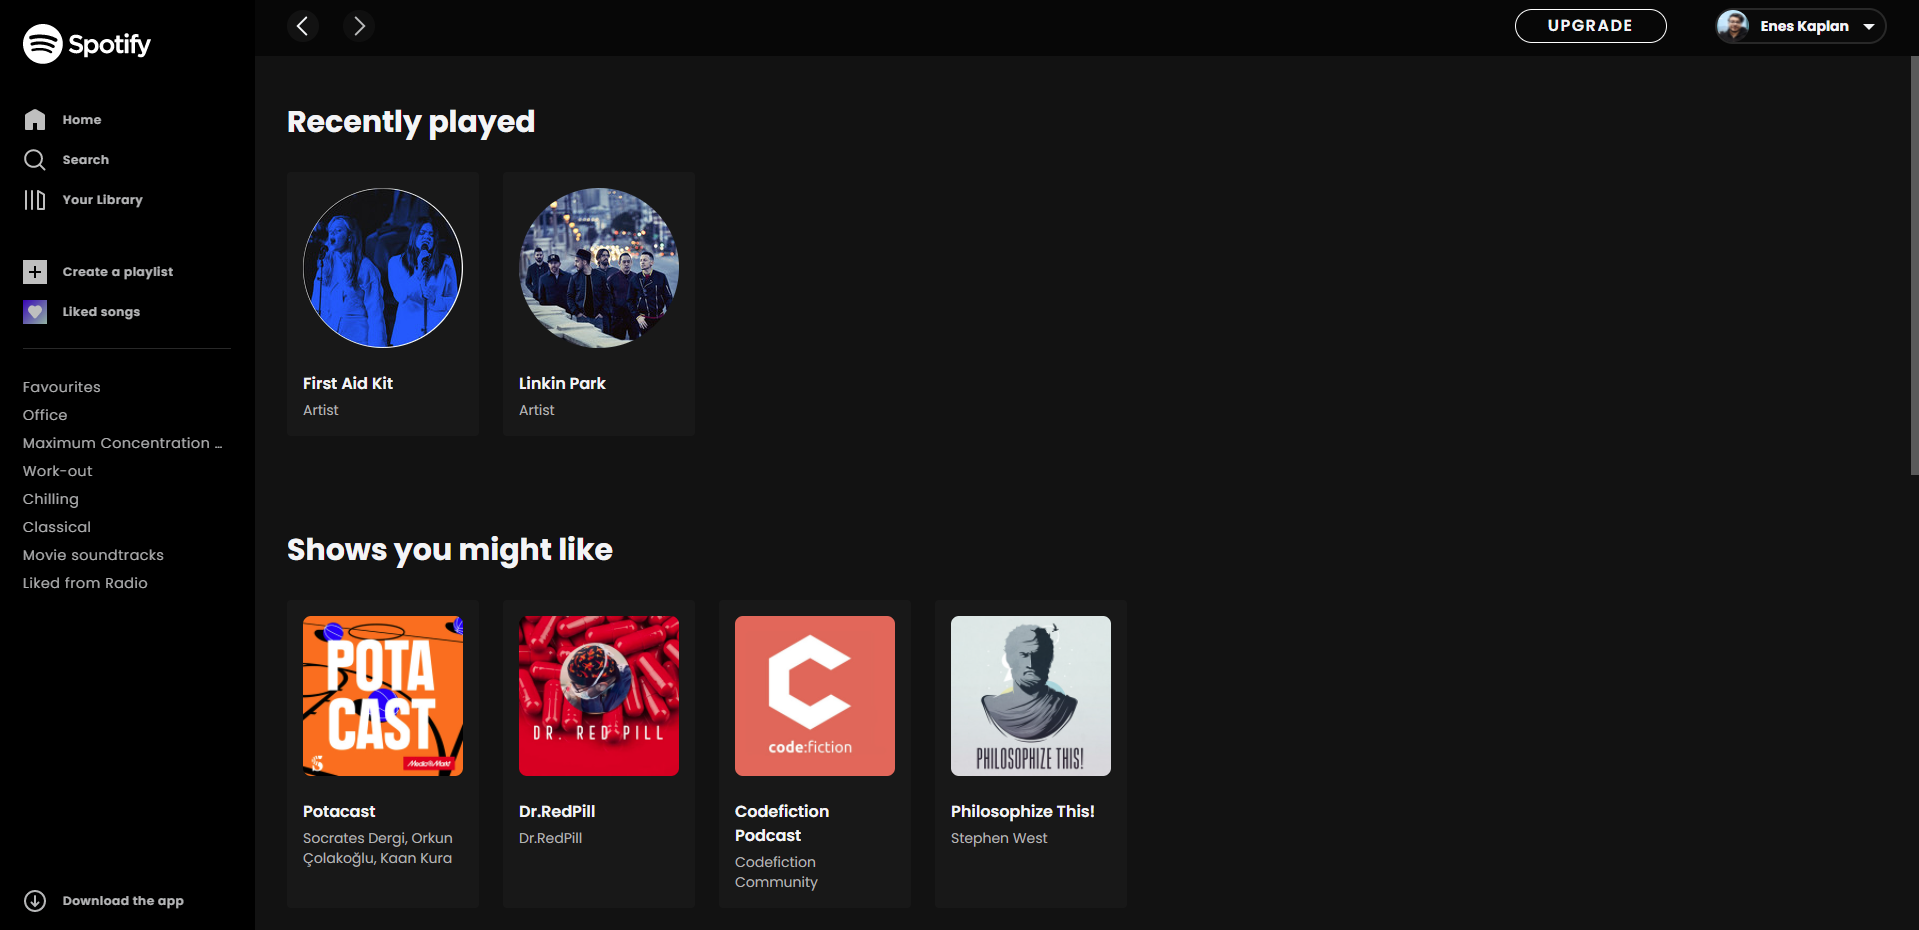 Spotify
Home
Search
Your Library
Create a playlist
Liked songs
Favourites
Office
Maximum Concentration ...
Work-out
Chilling
Classical
Movie soundtracks
Liked from Radio
Download the app
UPGRADE
Enes Kaplan
Recently played
First Aid Kit
Artist
Linkin Park
Artist
Shows you might like
POTA
CAST
S
MediaMarkt
Potacast
Socrates Dergi, Orkun
Çolakoğlu, Kaan Kura
DR. RED PILL
Dr.RedPill
Dr.RedPill
code:fiction
Codefiction
Podcast
Codefiction
Community
PHILOSOPHIZE THIS!
Philosophize This!
Stephen West